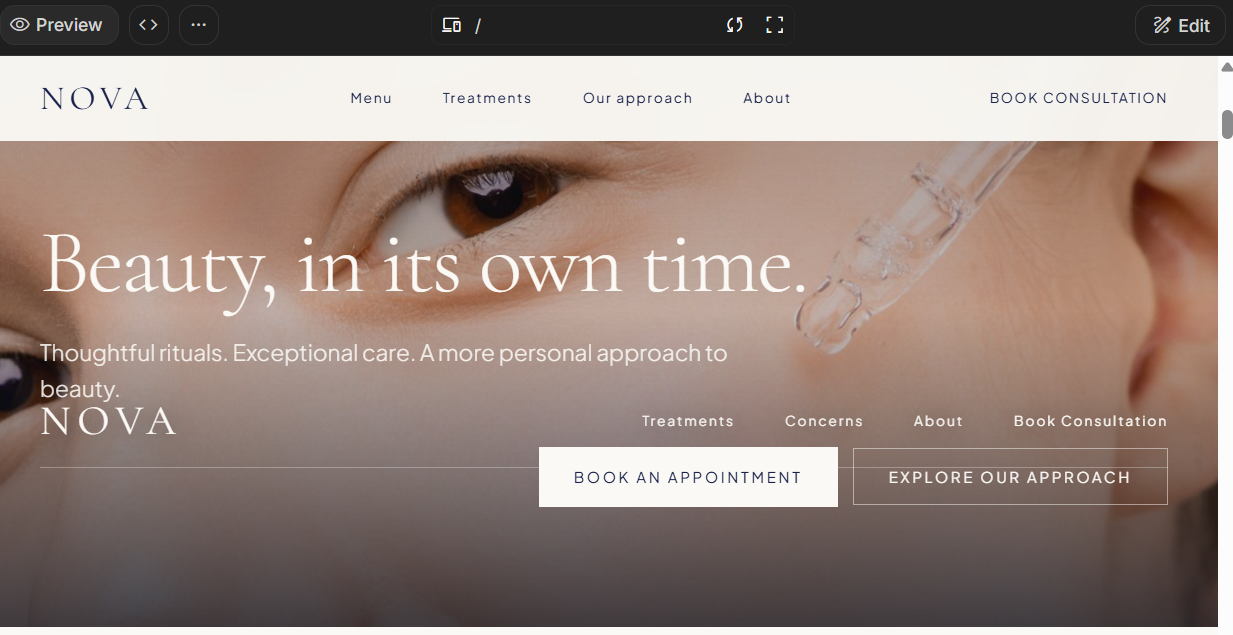 Preview
/
Edit
NOVA
Menu
Treatments
Our approach
About
BOOK CONSULTATION
Beauty, in its own time.
Thoughtful rituals. Exceptional care. A more personal approach to
beauty.
NOVA
Treatments
Concerns
About
Book Consultation
BOOK AN APPOINTMENT
EXPLORE OUR APPROACH